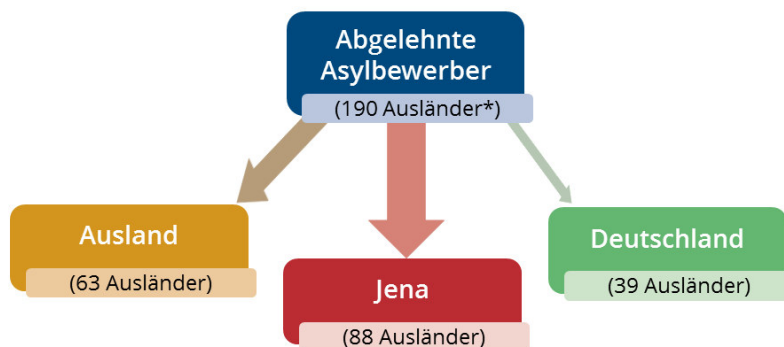 Abgelehnte
Asylbewerber
(190 Ausländer*)
Ausland
(63 Ausländer)
Jena
(88 Ausländer)
Deutschland
(39 Ausländer)